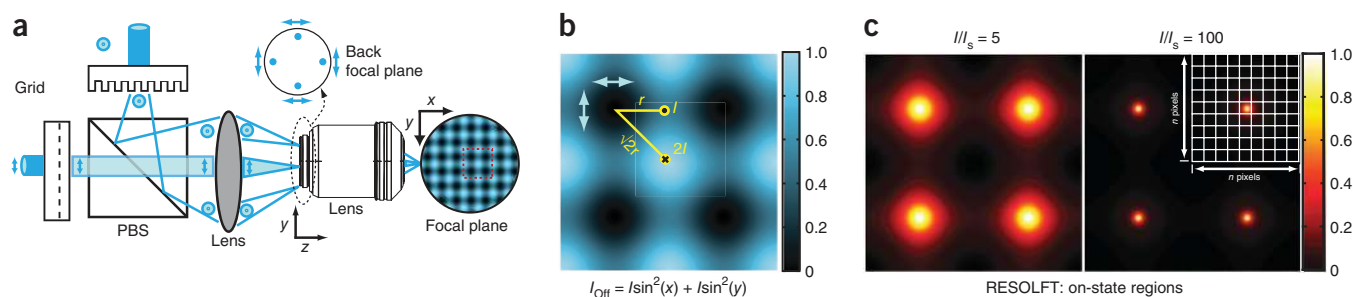 a
Grid
PBS
Lens
Back
focal plane
y
z
Lens
x
y
Focal plane
b
r
I
√2r
2I
1.0
0.8
0.6
0.4
0.2
0
I_Off = Isin²(x) + Isin²(y)
c
I/I_s = 5
I/I_s = 100
n pixels
n pixels
1.0
0.8
0.6
0.4
0.2
0
RESOLFT: on-state regions